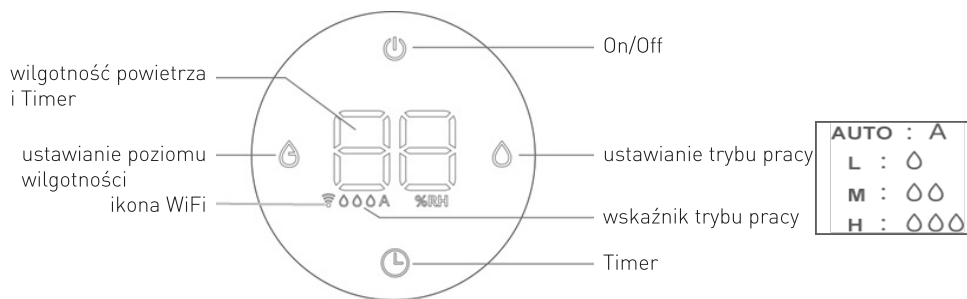 On/Off
wilgotność powietrza
i Timer
ustawianie poziomu
wilgotności
ikona WiFi
88
A %RH
ustawianie trybu pracy
wskaźnik trybu pracy
Timer
AUTO : A
L :
M :
H :